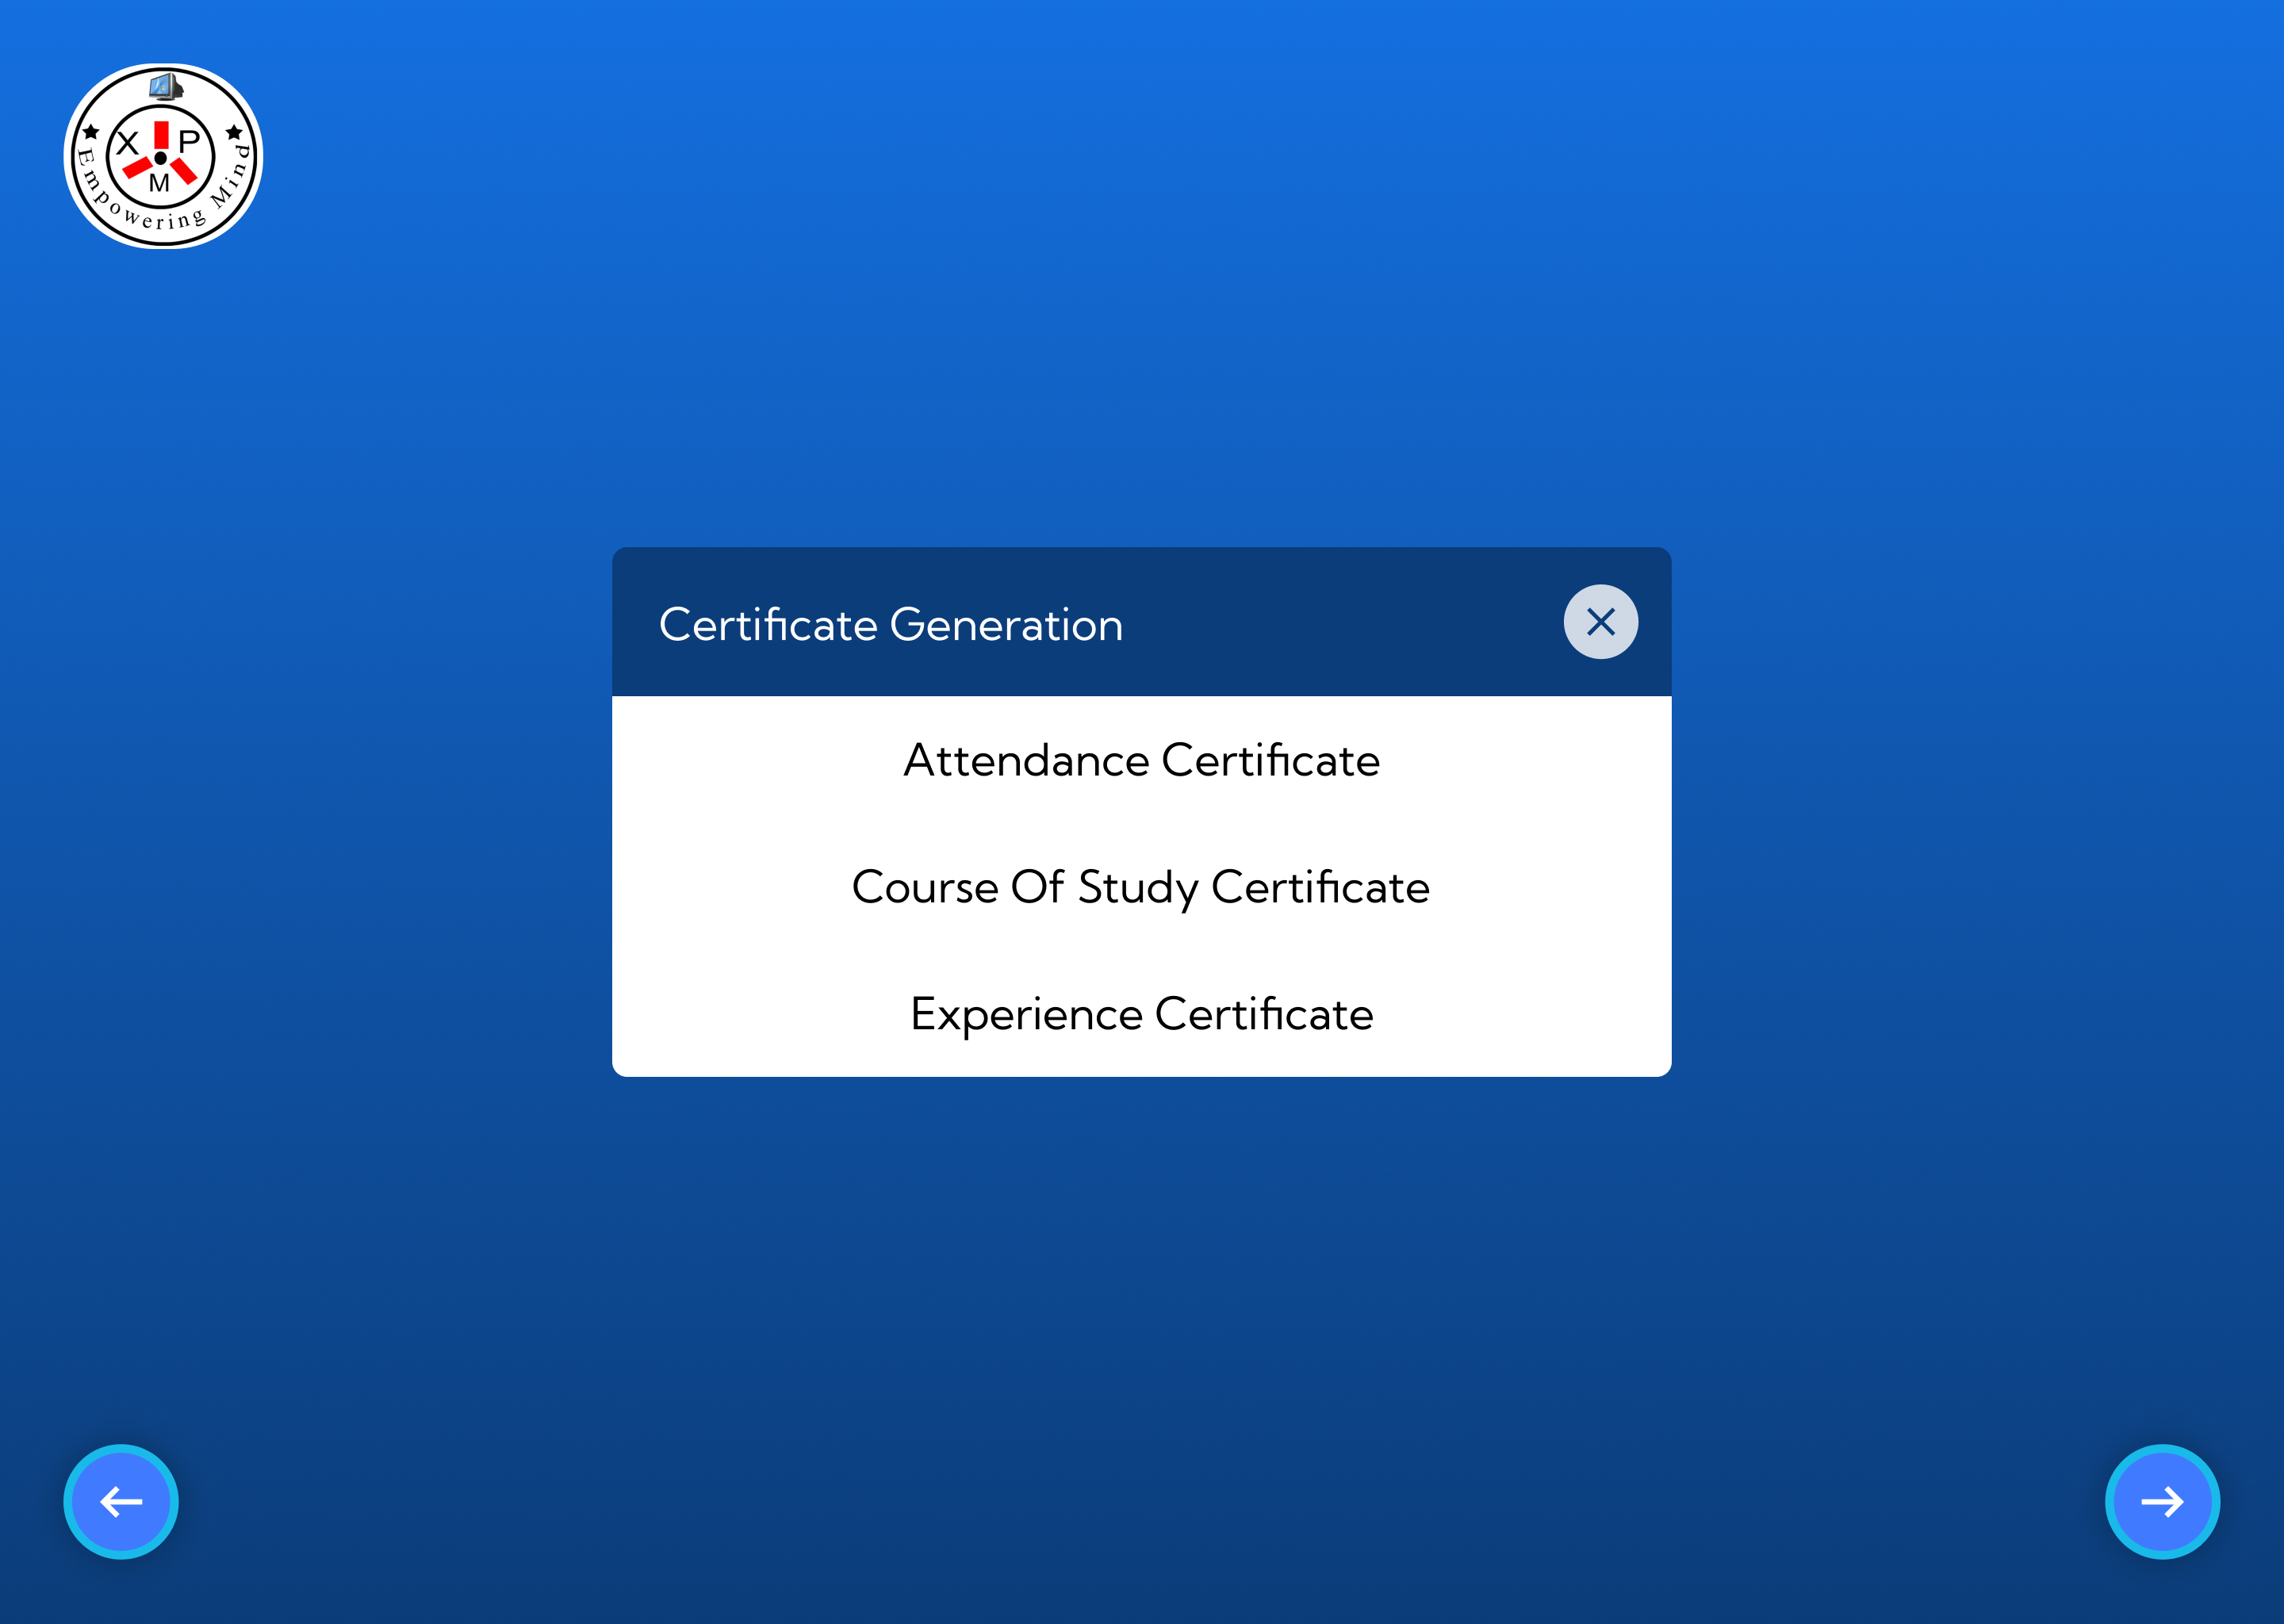 X P
M
Empowering Mind
Certificate Generation
Attendance Certificate
Course Of Study Certificate
Experience Certificate